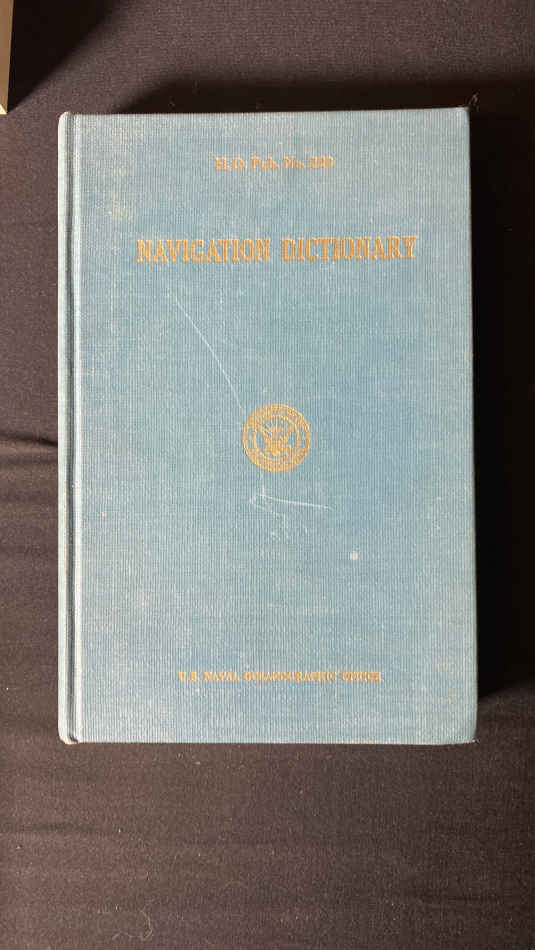 H.O. Pub. No. 220
NAVIGATION DICTIONARY
U.S. NAVAL OCEANOGRAPHIC OFFICE